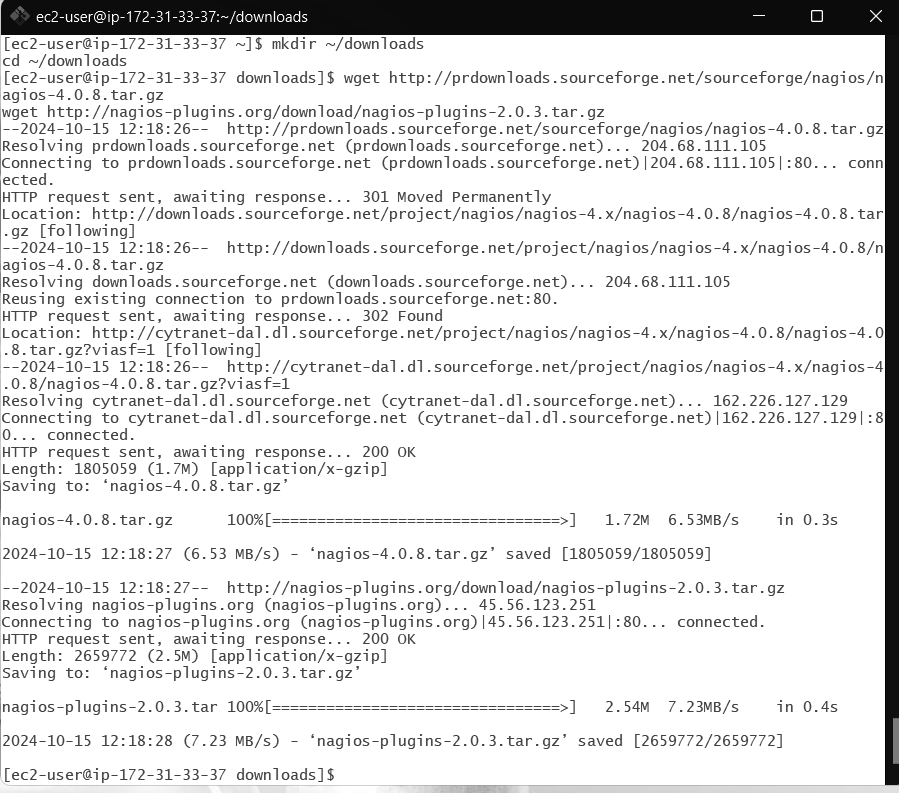 ec2-user@ip-172-31-33-37:~/downloads
[ec2-user@ip-172-31-33-37 ~]$ mkdir ~/downloads
cd ~/downloads
[ec2-user@ip-172-31-33-37 downloads]$ wget http://prdownloads.sourceforge.net/sourceforge/nagios/n
agios-4.0.8.tar.gz
wget http://nagios-plugins.org/download/nagios-plugins-2.0.3.tar.gz
--2024-10-15 12:18:26--  http://prdownloads.sourceforge.net/sourceforge/nagios/nagios-4.0.8.tar.gz
Resolving prdownloads.sourceforge.net (prdownloads.sourceforge.net)... 204.68.111.105
Connecting to prdownloads.sourceforge.net (prdownloads.sourceforge.net)|204.68.111.105|:80... conn
ected.
HTTP request sent, awaiting response... 301 Moved Permanently
Location: http://downloads.sourceforge.net/project/nagios/nagios-4.x/nagios-4.0.8/nagios-4.0.8.tar
.gz [following]
--2024-10-15 12:18:26--  http://downloads.sourceforge.net/project/nagios/nagios-4.x/nagios-4.0.8/n
agios-4.0.8.tar.gz
Resolving downloads.sourceforge.net (downloads.sourceforge.net)... 204.68.111.105
Reusing existing connection to prdownloads.sourceforge.net:80.
HTTP request sent, awaiting response... 302 Found
Location: http://cytranet-dal.dl.sourceforge.net/project/nagios/nagios-4.x/nagios-4.0.8/nagios-4.0
.8.tar.gz?viasf=1 [following]
--2024-10-15 12:18:26--  http://cytranet-dal.dl.sourceforge.net/project/nagios/nagios-4.x/nagios-4
.0.8/nagios-4.0.8.tar.gz?viasf=1
Resolving cytranet-dal.dl.sourceforge.net (cytranet-dal.dl.sourceforge.net)... 162.226.127.129
Connecting to cytranet-dal.dl.sourceforge.net (cytranet-dal.dl.sourceforge.net)|162.226.127.129|:8
0... connected.
HTTP request sent, awaiting response... 200 OK
Length: 1805059 (1.7M) [application/x-gzip]
Saving to: ‘nagios-4.0.8.tar.gz’
nagios-4.0.8.tar.gz      100%[================================>]   1.72M  6.53MB/s    in 0.3s
2024-10-15 12:18:27 (6.53 MB/s) - ‘nagios-4.0.8.tar.gz’ saved [1805059/1805059]
--2024-10-15 12:18:27--  http://nagios-plugins.org/download/nagios-plugins-2.0.3.tar.gz
Resolving nagios-plugins.org (nagios-plugins.org)... 45.56.123.251
Connecting to nagios-plugins.org (nagios-plugins.org)|45.56.123.251|:80... connected.
HTTP request sent, awaiting response... 200 OK
Length: 2659772 (2.5M) [application/x-gzip]
Saving to: ‘nagios-plugins-2.0.3.tar.gz’
nagios-plugins-2.0.3.tar 100%[================================>]   2.54M  7.23MB/s    in 0.4s
2024-10-15 12:18:28 (7.23 MB/s) - ‘nagios-plugins-2.0.3.tar.gz’ saved [2659772/2659772]
[ec2-user@ip-172-31-33-37 downloads]$